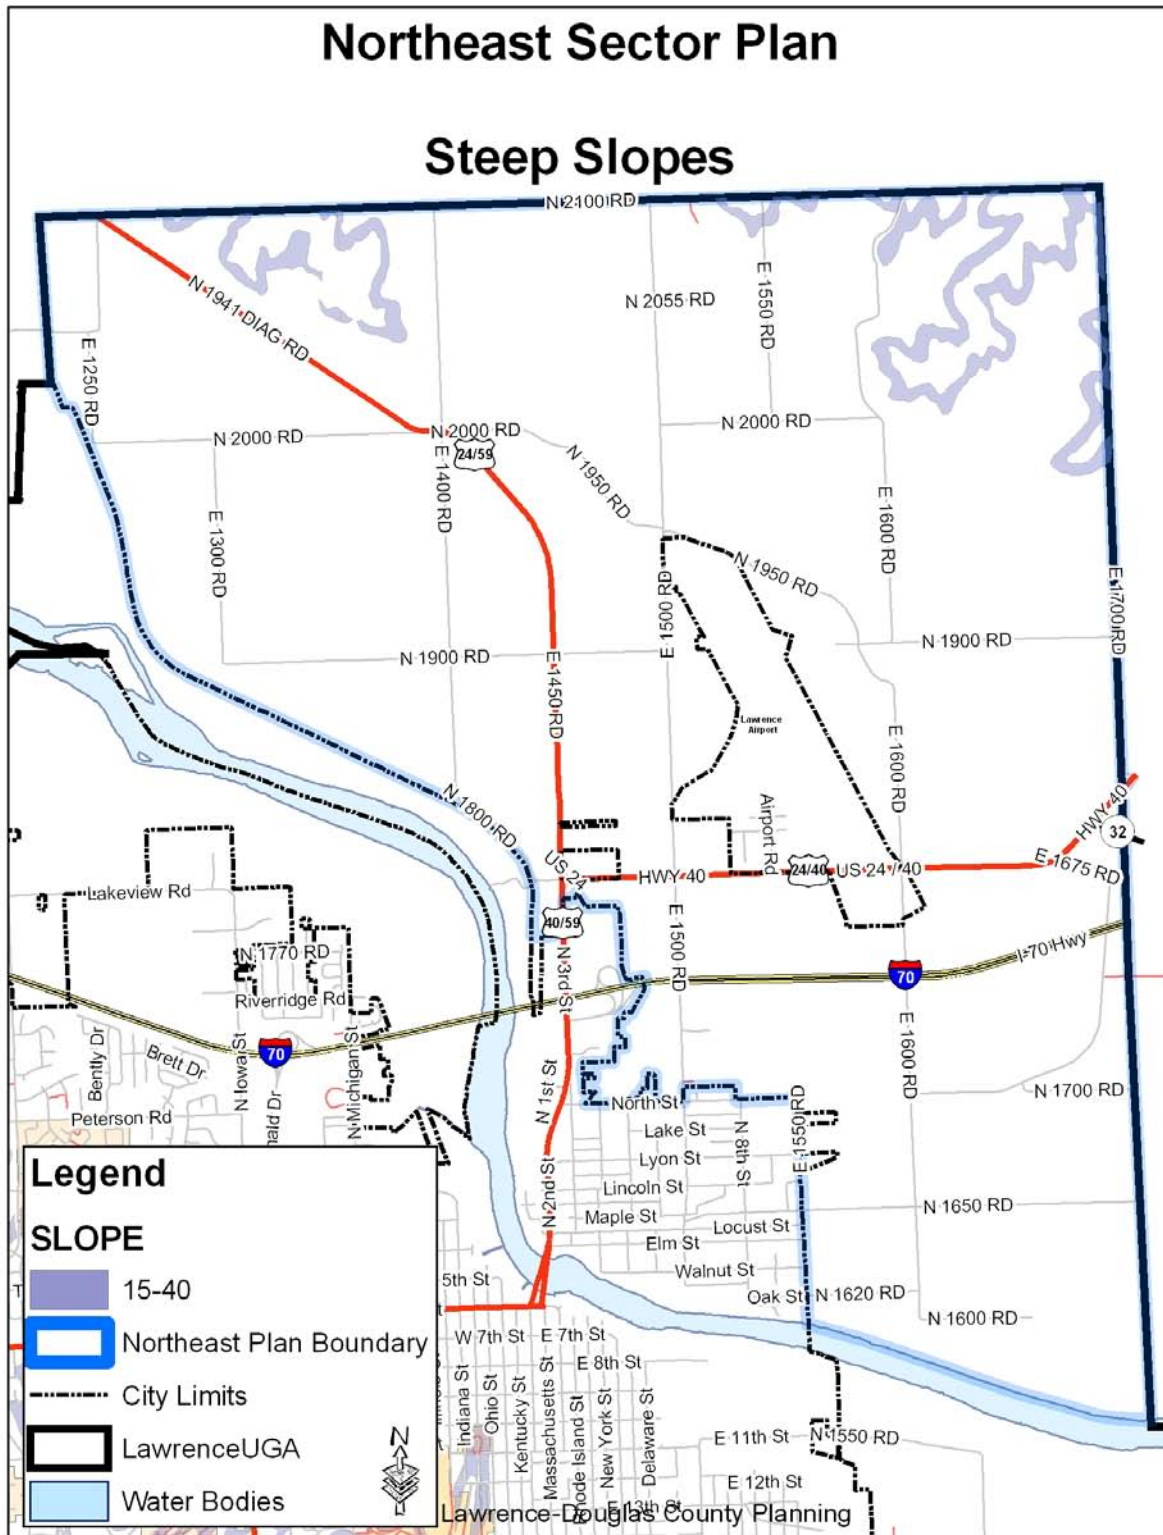 Northeast Sector Plan
Steep Slopes
N 2100 RD
N 1941 DIAG RD
N 2055 RD
E 1550 RD
E 1250 RD
N 2000 RD
N 2000 RD
N 2000 RD
24/59
N 1950 RD
E 1400 RD
E 1300 RD
E 1600 RD
N 1950 RD
E 1500 RD
E 1700 RD
N 1900 RD
N 1900 RD
E 1450 RD
Lawrence
Airport
E 1600 RD
N 1800 RD
Airport Rd
HWY 40
32
US 24
HWY 40
24/40
US 24 / 40
E 1675 RD
Lakeview Rd
40/59
E 1500 RD
N 1770 RD
N 3rd St
I-70 Hwy
70
Riverridge Rd
Bently Dr
Brett Dr
N Iowa St
70
N Michigan St
N 1st St
E 1600 RD
N 1700 RD
Peterson Rd
ald Dr
North St
E 1550 RD
Lake St
N 8th St
Lyon St
Lincoln St
N 2nd St
Maple St
Locust St
N 1650 RD
Elm St
Walnut St
5th St
Oak St
N 1620 RD
N 1600 RD
W 7th St
E 7th St
E 8th St
Indiana St
Ohio St
Kentucky St
Massachusetts St
Rhode Island St
New York St
Delaware St
E 11th St
N 1550 RD
E 12th St
E 13th St
Legend
SLOPE
15-40
Northeast Plan Boundary
City Limits
LawrenceUGA
Water Bodies
N
Lawrence-Douglas County Planning